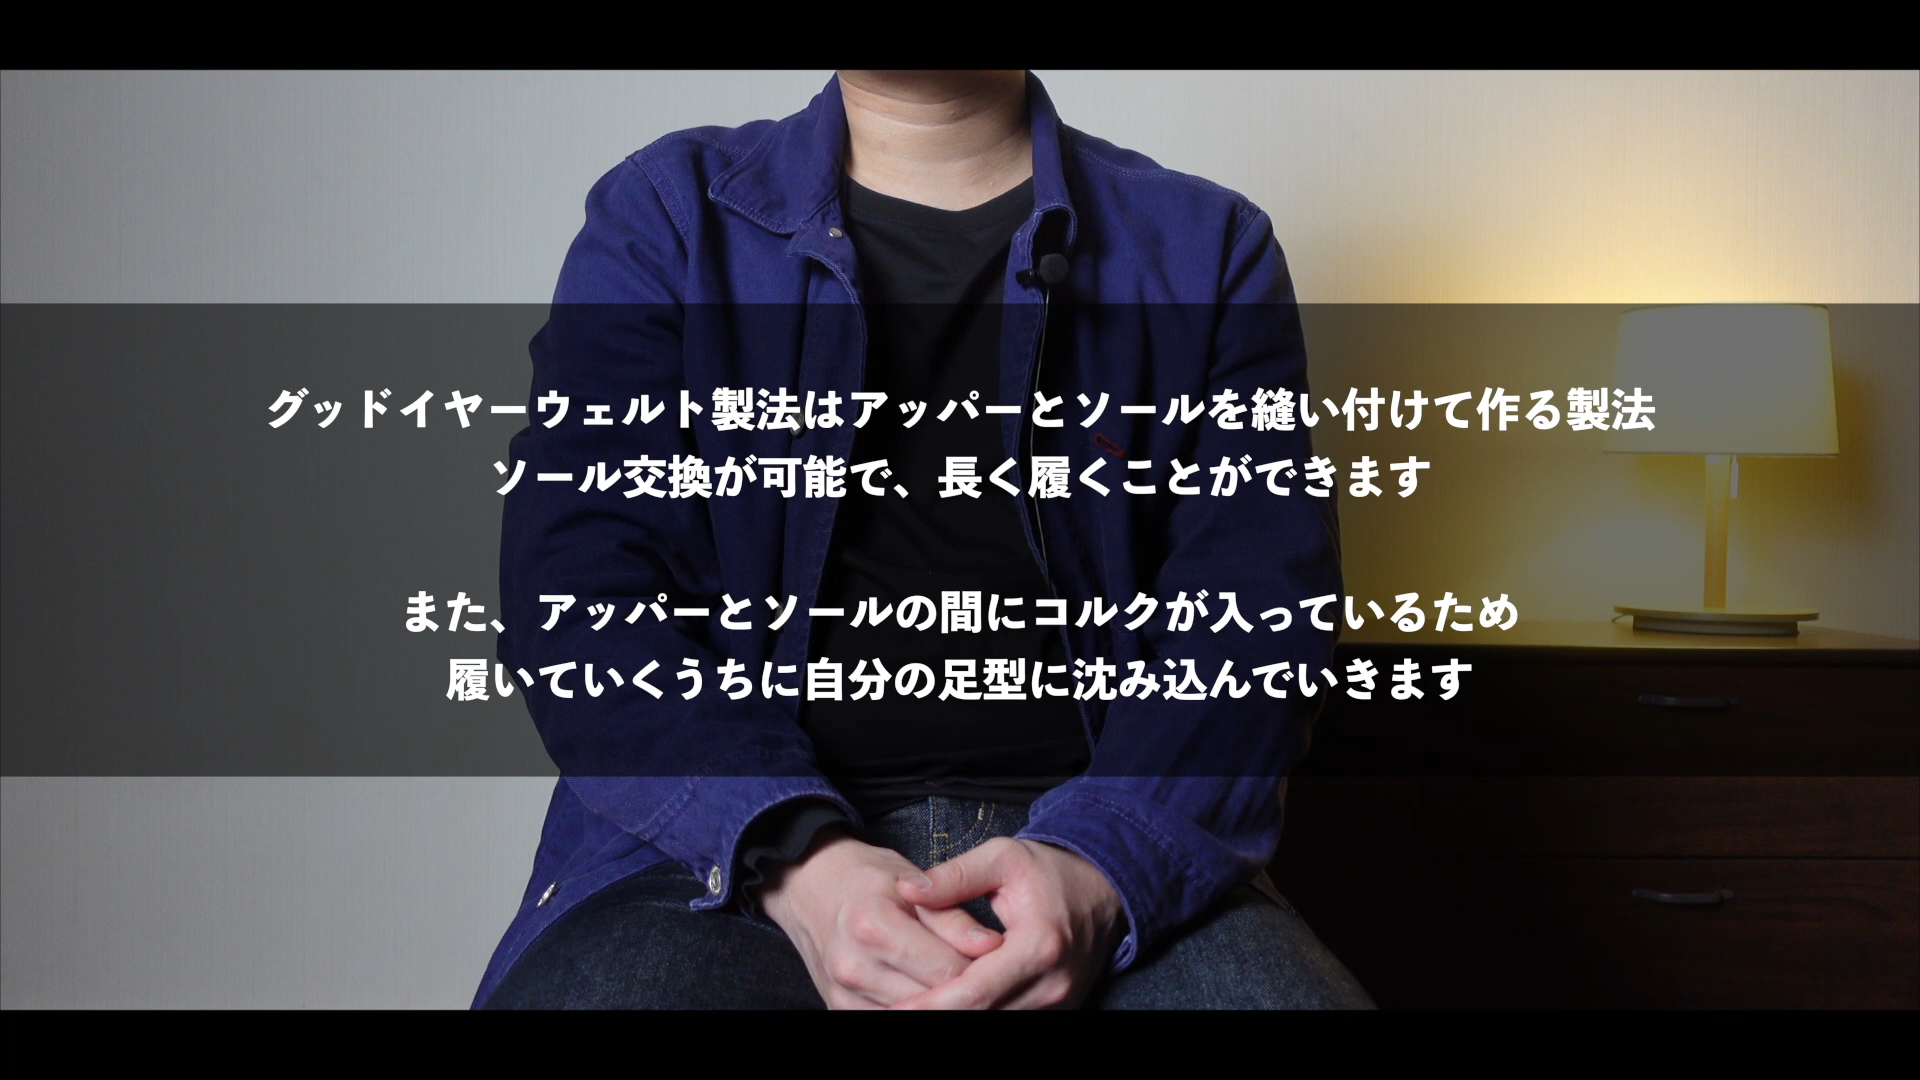 グッドイヤーウェルト製法はアッパーとソールを縫い付けて作る製法
ソール交換が可能で、長く履くことができます
また、アッパーとソールの間にコルクが入っているため
履いていくうちに自分の足型に沈み込んでいきます